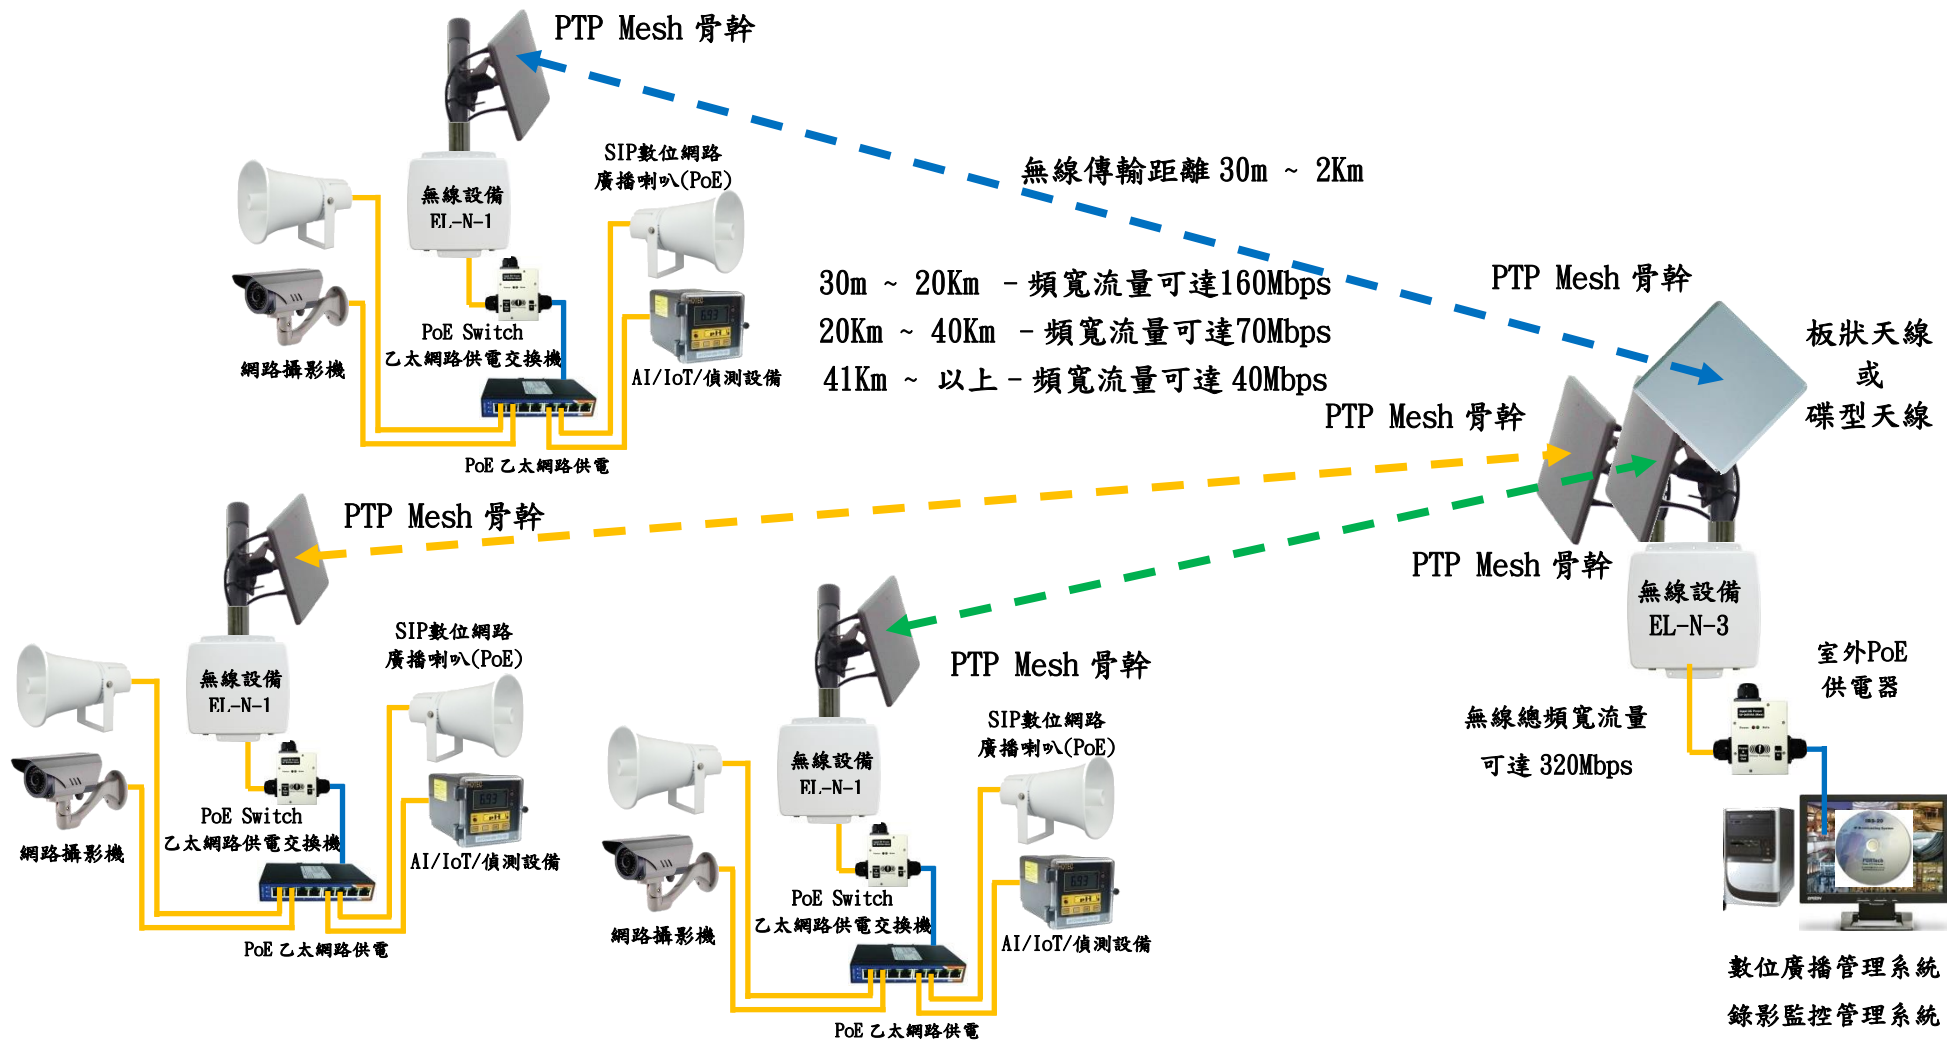 PTP Mesh 骨幹
無線設備
EL-N-1
SIP數位網路
廣播喇叭(PoE)
PoE Switch
乙太網路供電交換機
網路攝影機
AI/IoT/偵測設備
PoE 乙太網路供電
無線傳輸距離 30m ~ 2Km
30m ~ 20Km －頻寬流量可達160Mbps
20Km ~ 40Km －頻寬流量可達70Mbps
41Km ~ 以上－頻寬流量可達 40Mbps
PTP Mesh 骨幹
PTP Mesh 骨幹
PTP Mesh 骨幹
板狀天線
或
碟型天線
無線設備
EL-N-3
室外PoE
供電器
無線總頻寬流量
可達 320Mbps
數位廣播管理系統
錄影監控管理系統
PTP Mesh 骨幹
無線設備
EL-N-1
SIP數位網路
廣播喇叭(PoE)
PoE Switch
乙太網路供電交換機
網路攝影機
AI/IoT/偵測設備
PoE 乙太網路供電
PTP Mesh 骨幹
無線設備
EL-N-1
SIP數位網路
廣播喇叭(PoE)
PoE Switch
乙太網路供電交換機
網路攝影機
AI/IoT/偵測設備
PoE 乙太網路供電